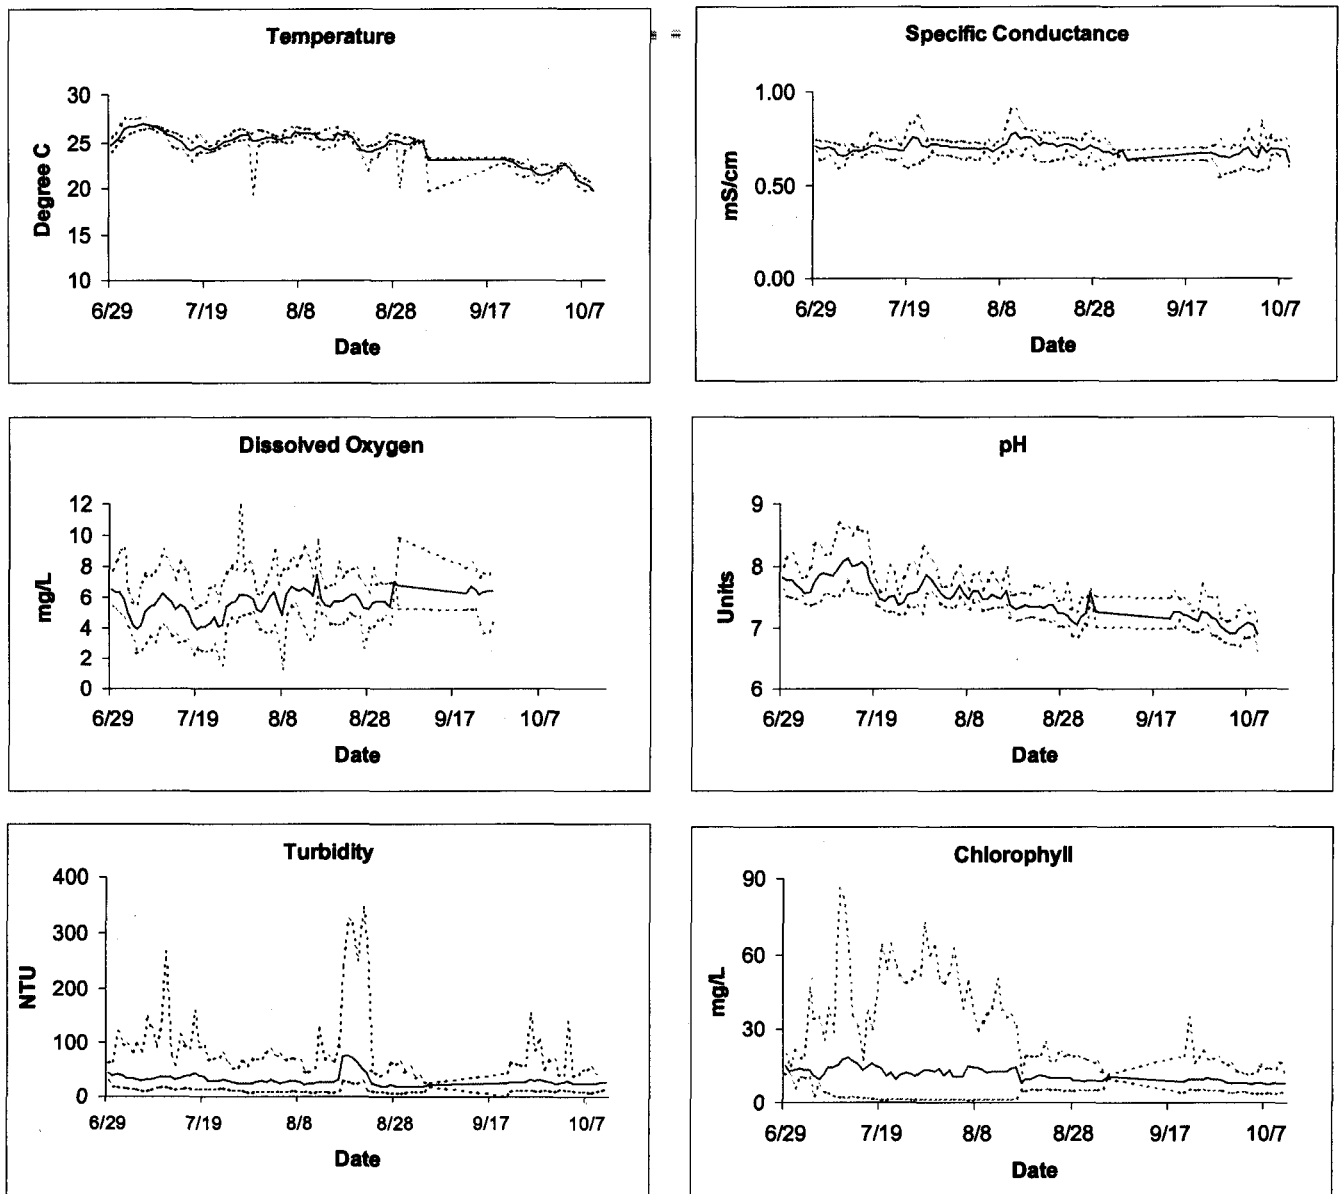 Temperature
30
25
20
15
10
Degree C
6/29 7/19 8/8 8/28 9/17 10/7
Date
Specific Conductance
1.00
0.50
0.00
mS/cm
6/29 7/19 8/8 8/28 9/17 10/7
Date
Dissolved Oxygen
12
10
8
6
4
2
0
mg/L
6/29 7/19 8/8 8/28 9/17 10/7
Date
pH
9
8
7
6
Units
6/29 7/19 8/8 8/28 9/17 10/7
Date
Turbidity
400
300
200
100
0
NTU
6/29 7/19 8/8 8/28 9/17 10/7
Date
Chlorophyll
90
60
30
0
mg/L
6/29 7/19 8/8 8/28 9/17 10/7
Date